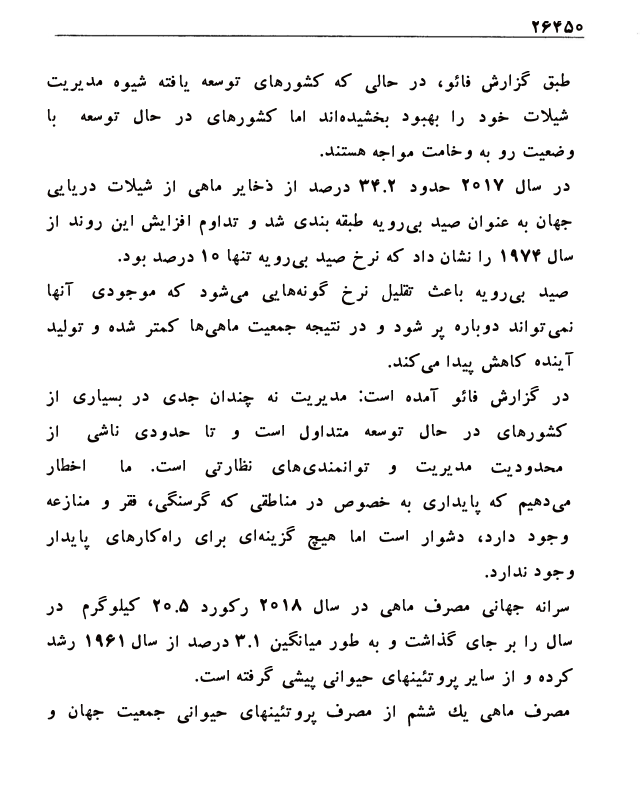 ۲۶۴۵۰
طبق گزارش فائو، در حالی که کشورهای توسعه یافته شیوه مدیریت
شیلات خود را بهبود بخشیده‌اند اما کشورهای در حال توسعه با
وضعیت رو به وخامت مواجه هستند.
در سال ۲۰۱۷ حدود ۳۴.۲ درصد از ذخایر ماهی از شیلات دریایی
جهان به عنوان صید بی‌رویه طبقه بندی شد و تداوم افزایش این روند از
سال ۱۹۷۴ را نشان داد که نرخ صید بی‌رویه تنها ۱۰ درصد بود.
صید بی‌رویه باعث تقلیل نرخ گونه‌هایی می‌شود که موجودی آنها
نمی‌تواند دوباره پر شود و در نتیجه جمعیت ماهی‌ها کمتر شده و تولید
آینده کاهش پیدا می‌کند.
در گزارش فائو آمده است: مدیریت نه چندان جدی در بسیاری از
کشورهای در حال توسعه متداول است و تا حدودی ناشی از
محدودیت مدیریت و توانمندی‌های نظارتی است. ما اخطار
می‌دهیم که پایداری به خصوص در مناطقی که گرسنگی، فقر و منازعه
وجود دارد، دشوار است اما هیچ گزینه‌ای برای راه‌کارهای پایدار
وجود ندارد.
سرانه جهانی مصرف ماهی در سال ۲۰۱۸ رکورد ۲۰.۵ کیلوگرم در
سال را بر جای گذاشت و به طور میانگین ۳.۱ درصد از سال ۱۹۶۱ رشد
کرده و از سایر پروتئینهای حیوانی پیشی گرفته است.
مصرف ماهی یك ششم از مصرف پروتئینهای حیوانی جمعیت جهان و